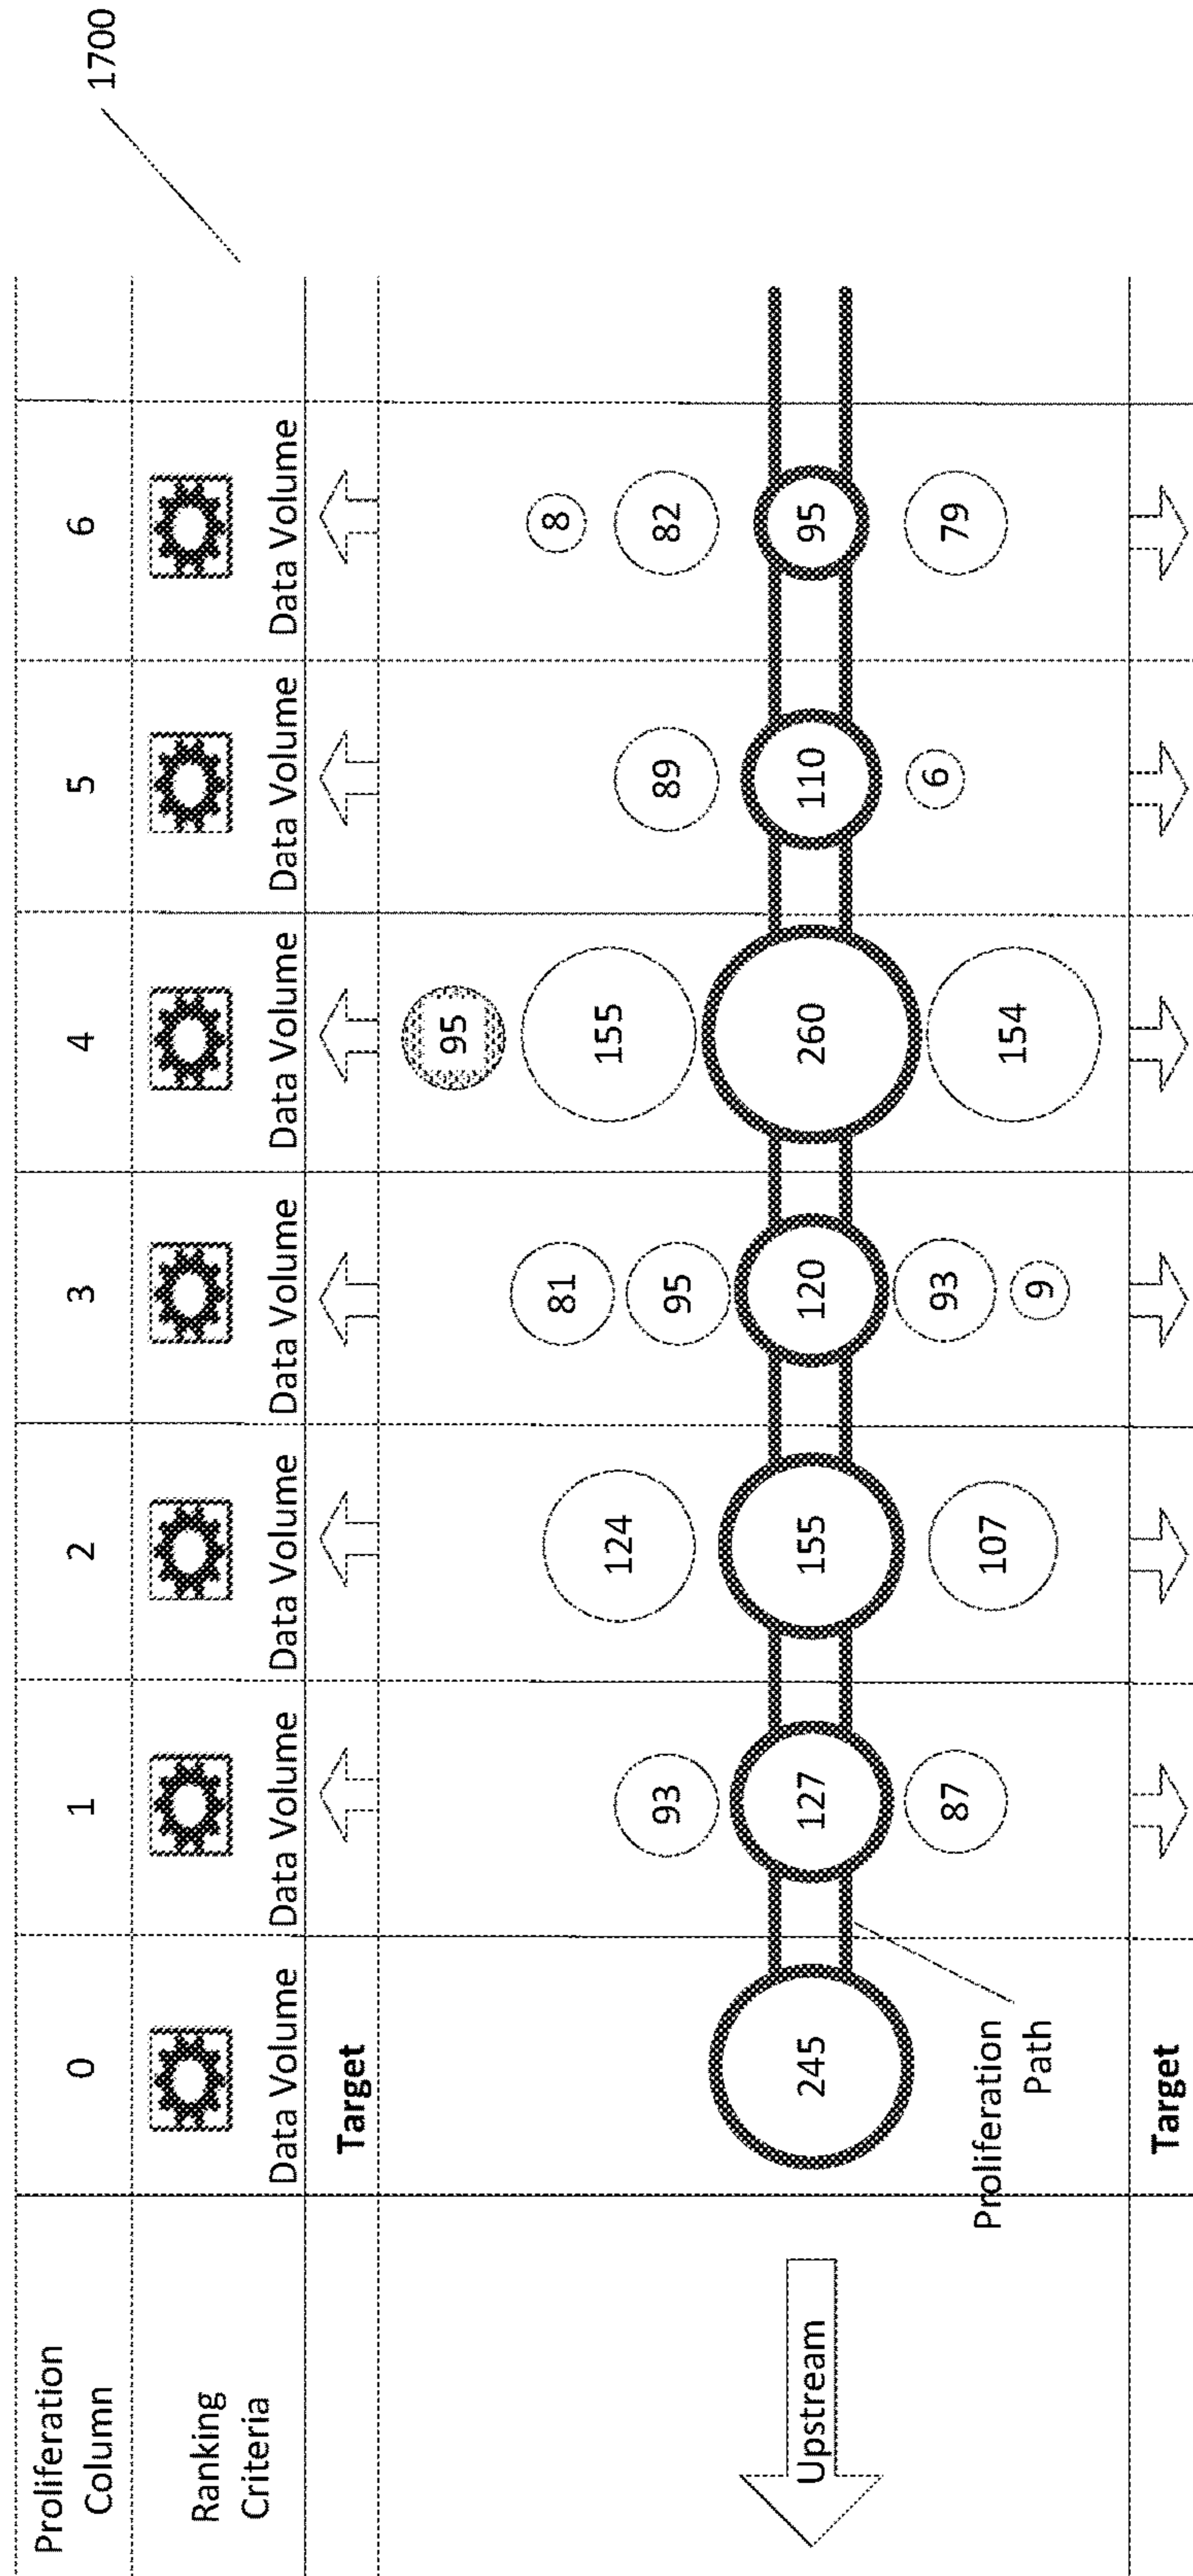 1700
Proliferation
Column
0 1 2 3 4 5 6
Ranking
Criteria
Data Volume Data Volume Data Volume Data Volume Data Volume Data Volume Data Volume
Target
95
81 8
93 124 95 155 89 82
Upstream 245 127 155 120 260 110 95
87 107 93 154 6 79
9
Proliferation
Path
Target